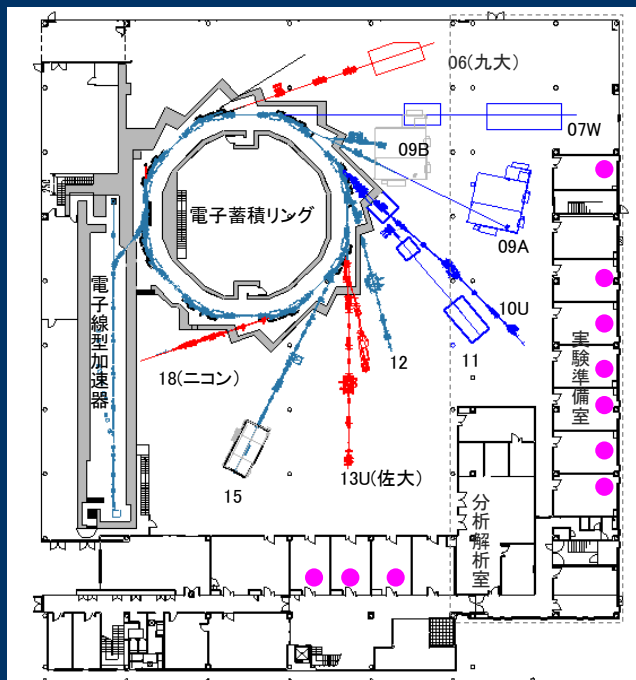 06(九大)
07W
09B
09A
電子蓄積リング
電子線型加速器
10U
実験準備室
11
12
18(ニコン)
13U(佐大)
15
分析解析室